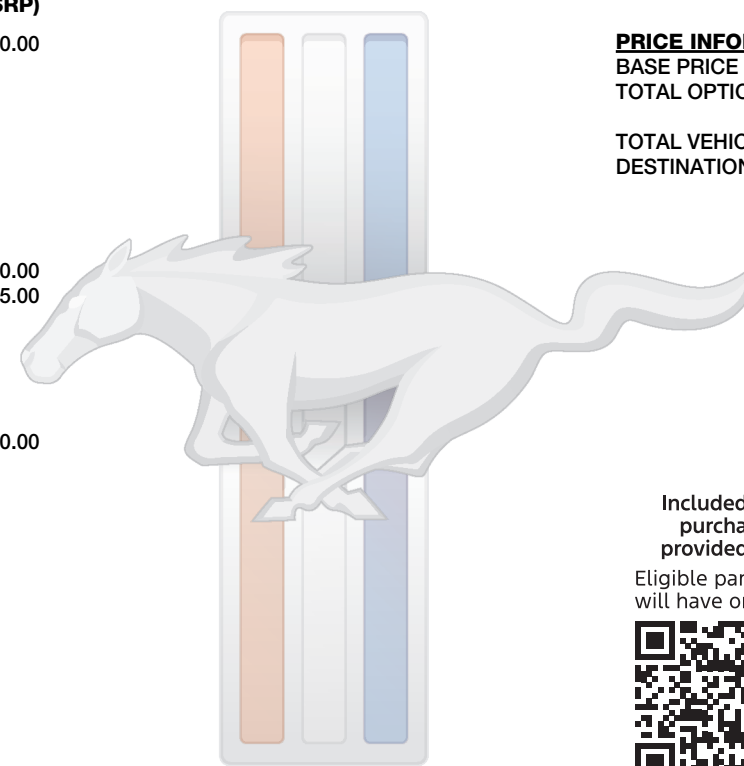 SRP)
0.00
0.00
5.00
0.00
PRICE INFO
BASE PRICE
TOTAL OPTIO
TOTAL VEHIC
DESTINATION
Included
purcha
provided
Eligible par
will have o